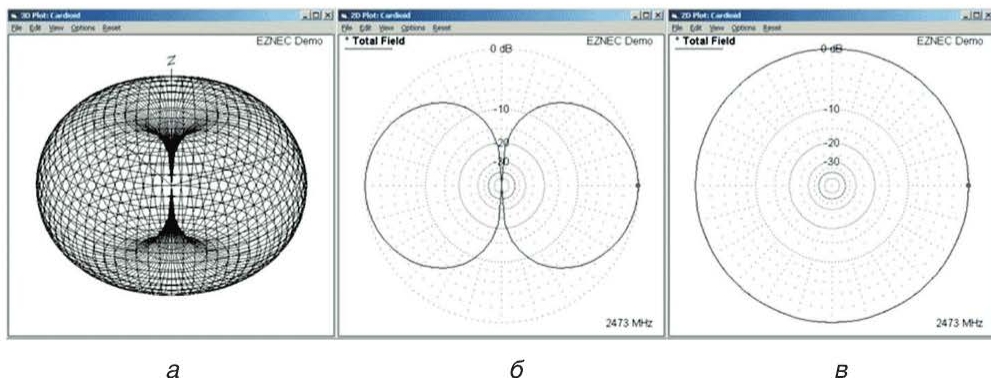 3D Plot: Cardioid
File Edit View Options Reset
EZNEC Demo
Z
2D Plot: Cardioid
File Edit View Options Reset
* Total Field
EZNEC Demo
0 dB
-10
-20
-30
2473 MHz
2D Plot: Cardioid
File Edit View Options Reset
* Total Field
EZNEC Demo
0 dB
-10
-20
-30
2473 MHz
а
б
в